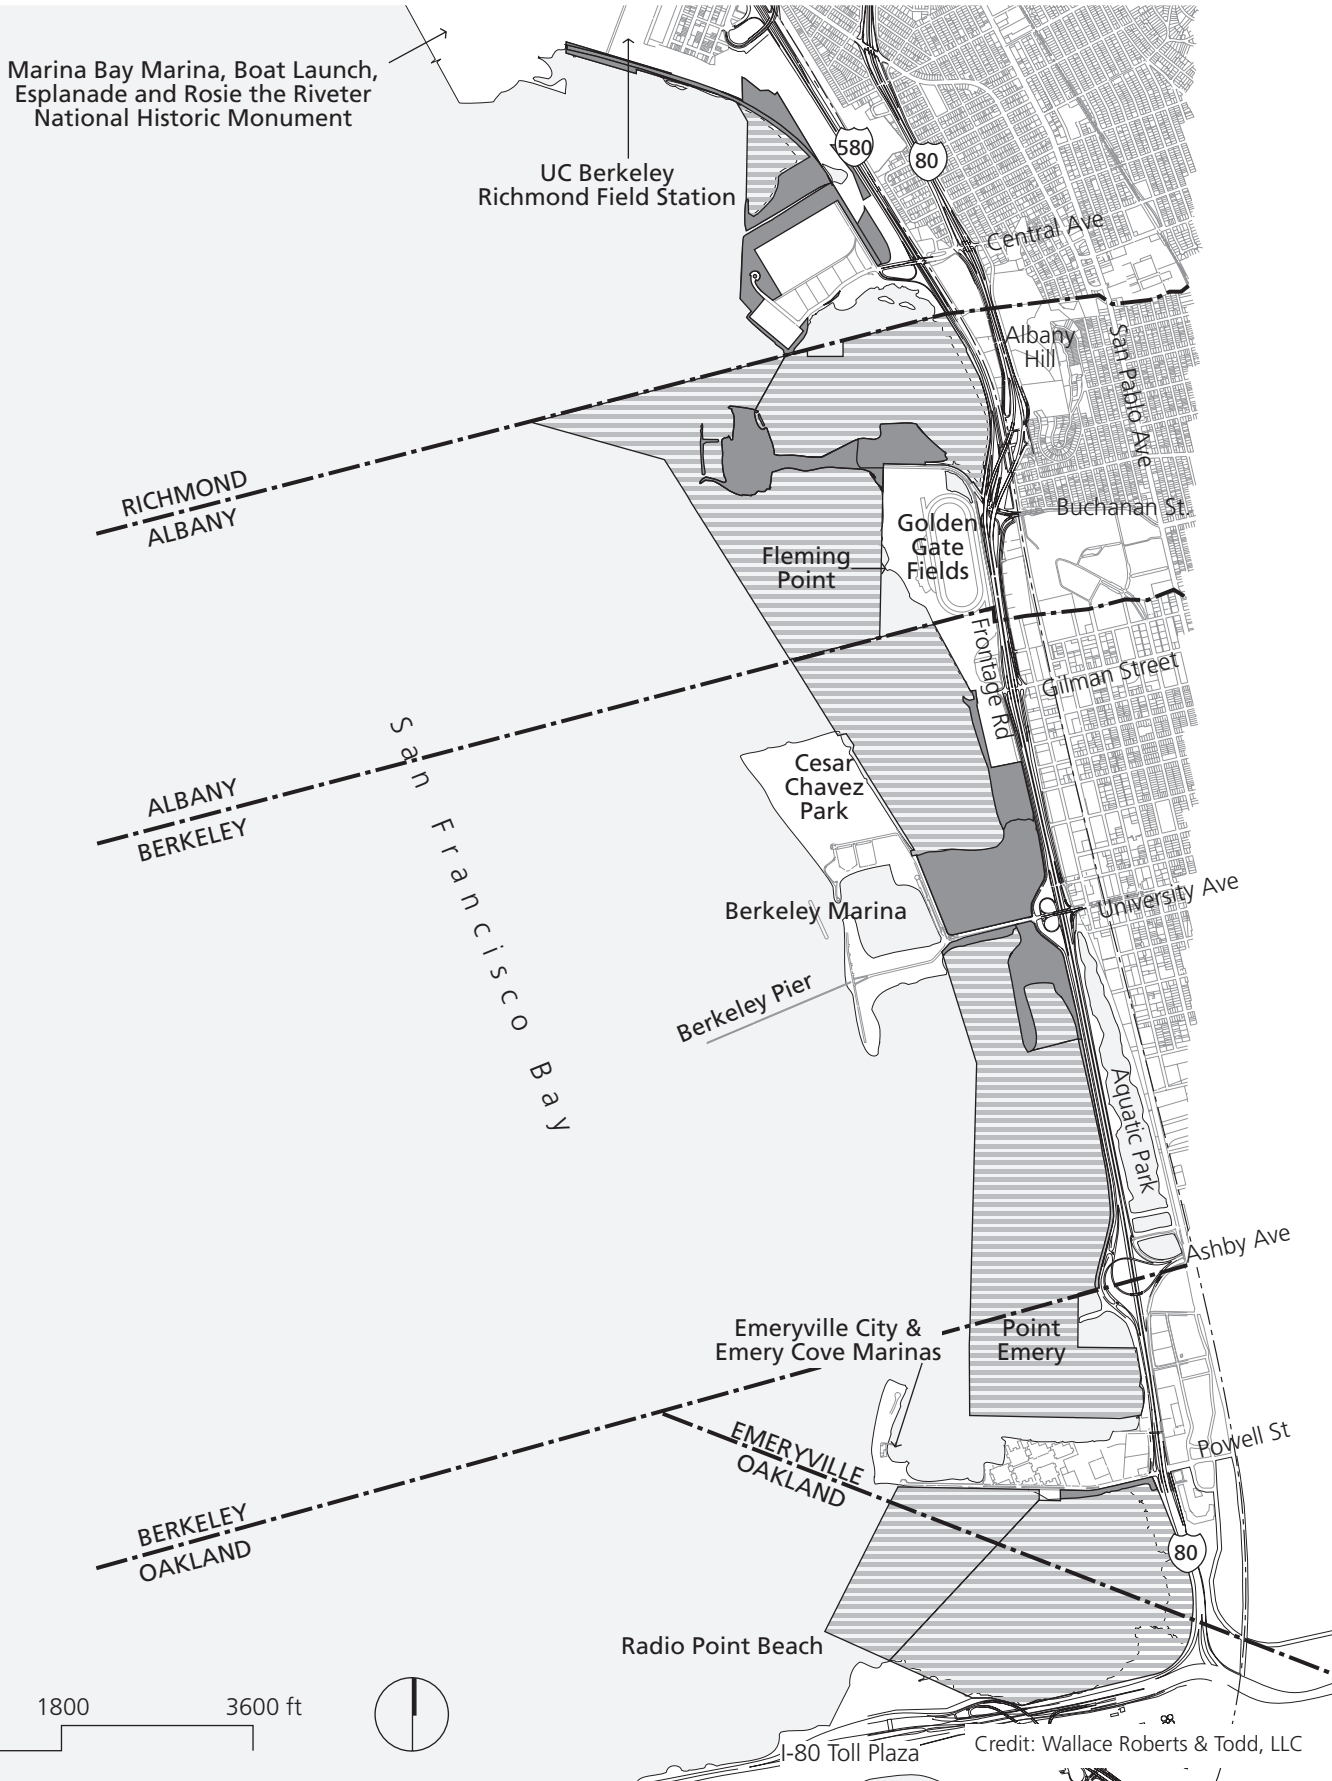 Marina Bay Marina, Boat Launch,
Esplanade and Rosie the Riveter
National Historic Monument
UC Berkeley
Richmond Field Station
580
80
Central Ave
Albany
Hill
San Pablo Ave
RICHMOND
ALBANY
Buchanan St.
Golden
Gate
Fields
Fleming
Point
Frontage Rd
Gilman Street
San Francisco Bay
Cesar
Chavez
Park
ALBANY
BERKELEY
University Ave
Berkeley Marina
Berkeley Pier
Aquatic Park
Ashby Ave
Emeryville City &
Emery Cove Marinas
Point
Emery
EMERYVILLE
OAKLAND
Powell St
BERKELEY
OAKLAND
80
Radio Point Beach
1800
3600 ft
I-80 Toll Plaza
Credit: Wallace Roberts & Todd, LLC